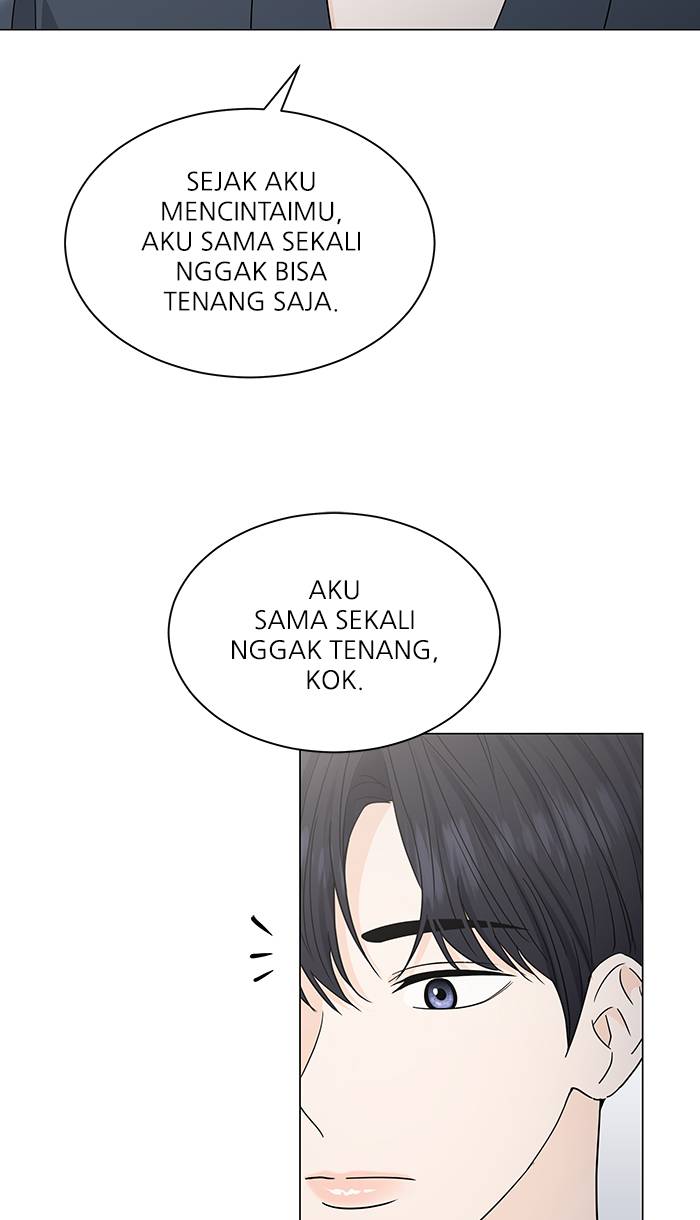 SEJAK AKU
MENCINTAIMU,
AKU SAMA SEKALI
NGGAK BISA
TENANG SAJA.
AKU
SAMA SEKALI
NGGAK TENANG,
KOK.